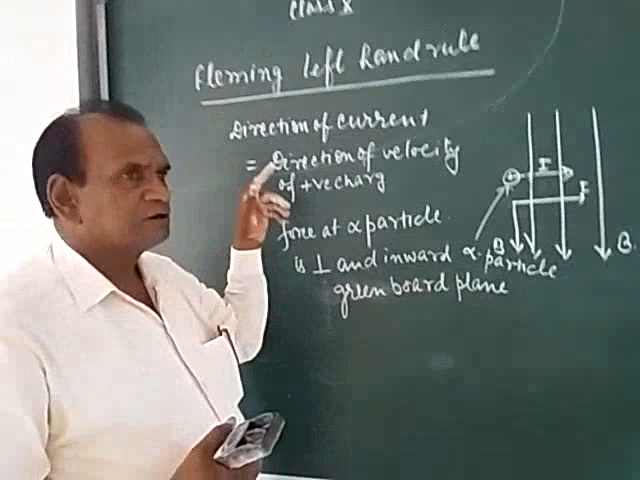 Class X
Fleming left hand rule
Direction of current
= Direction of velocity
of +ve charg
force at α particle.
is ⊥ and inward
green board plane
+ I
F
B
B.
α. particle